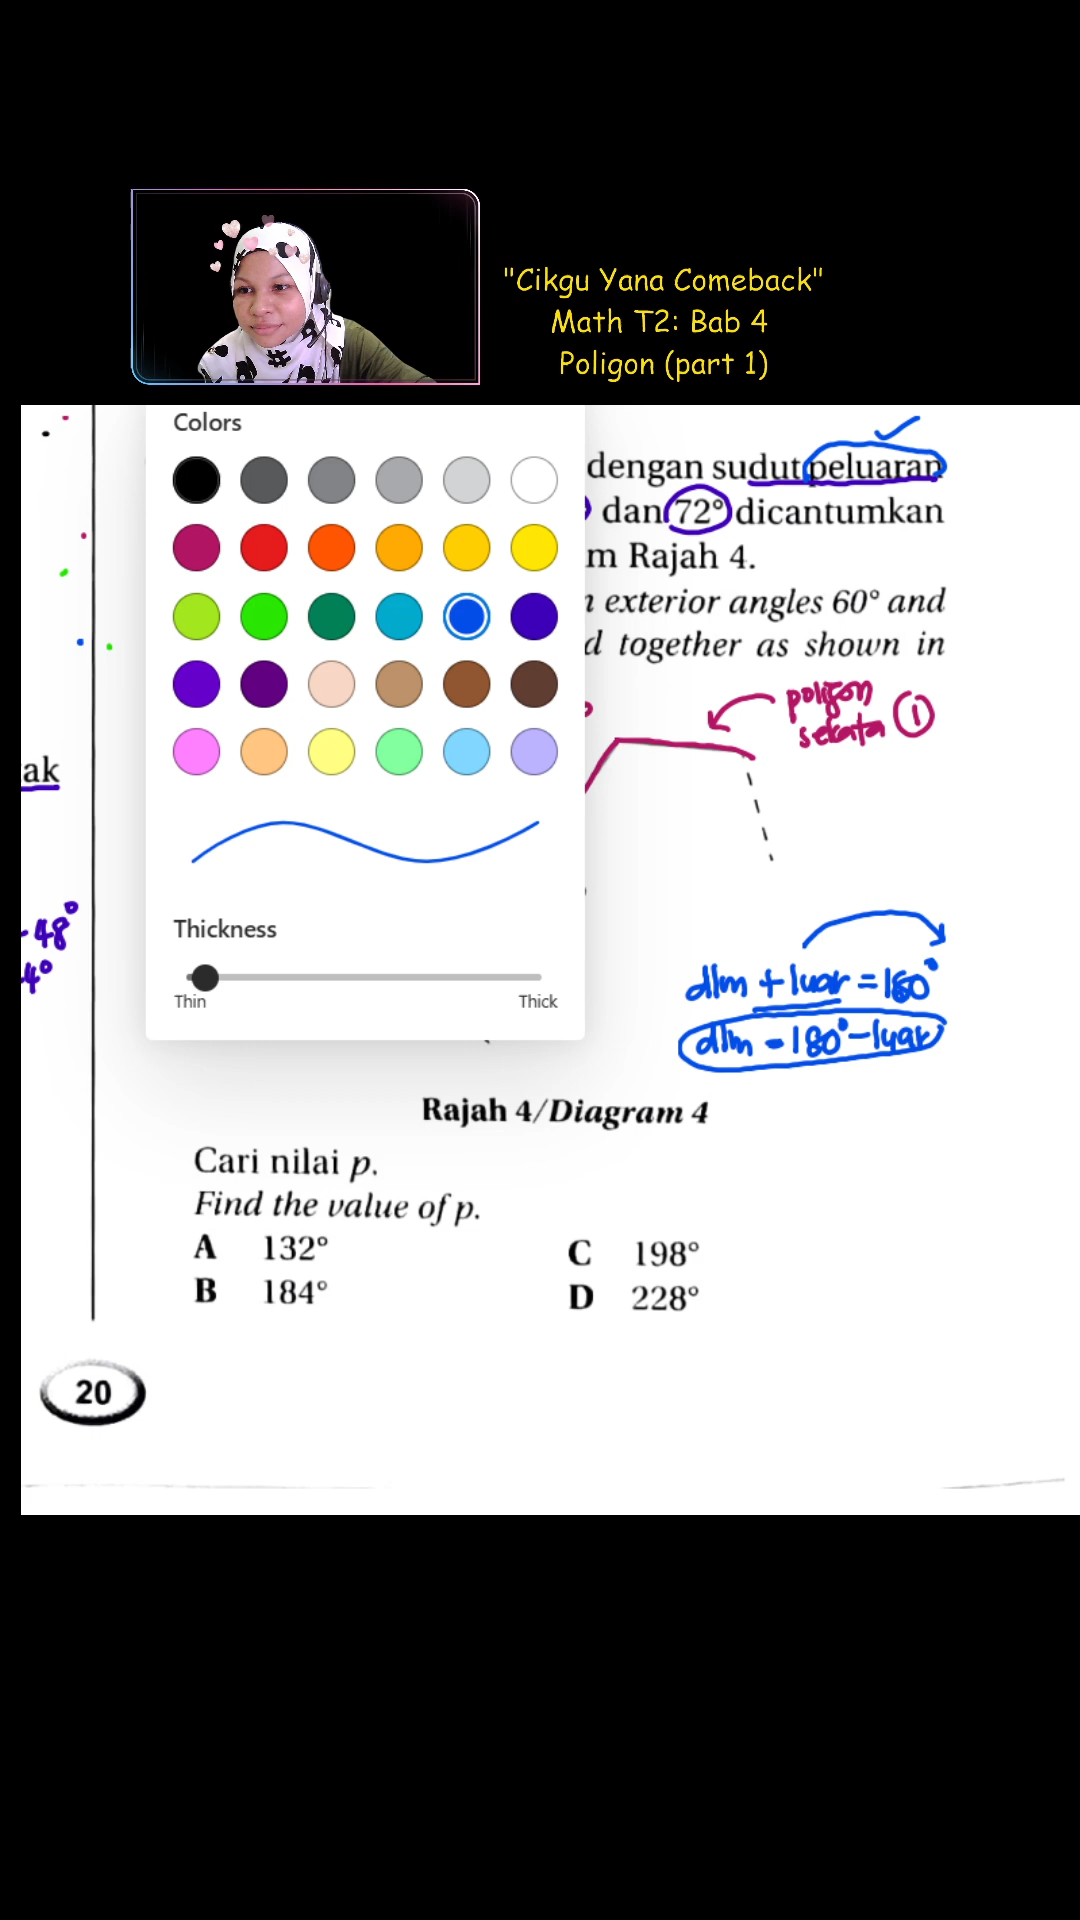 "Cikgu Yana Comeback"
Math T2: Bab 4
Poligon (part 1)
Colors
dengan sudut peluaran
dan 72° dicantumkan
m Rajah 4.
exterior angles 60° and
d together as shown in
poligon
sekata ①
ak
-48°
4°
Thickness
Thin
Thick
dlm + luar = 180°
dlm = 180° - luar
Rajah 4/Diagram 4
Cari nilai p.
Find the value of p.
A 132°
C 198°
B 184°
D 228°
20